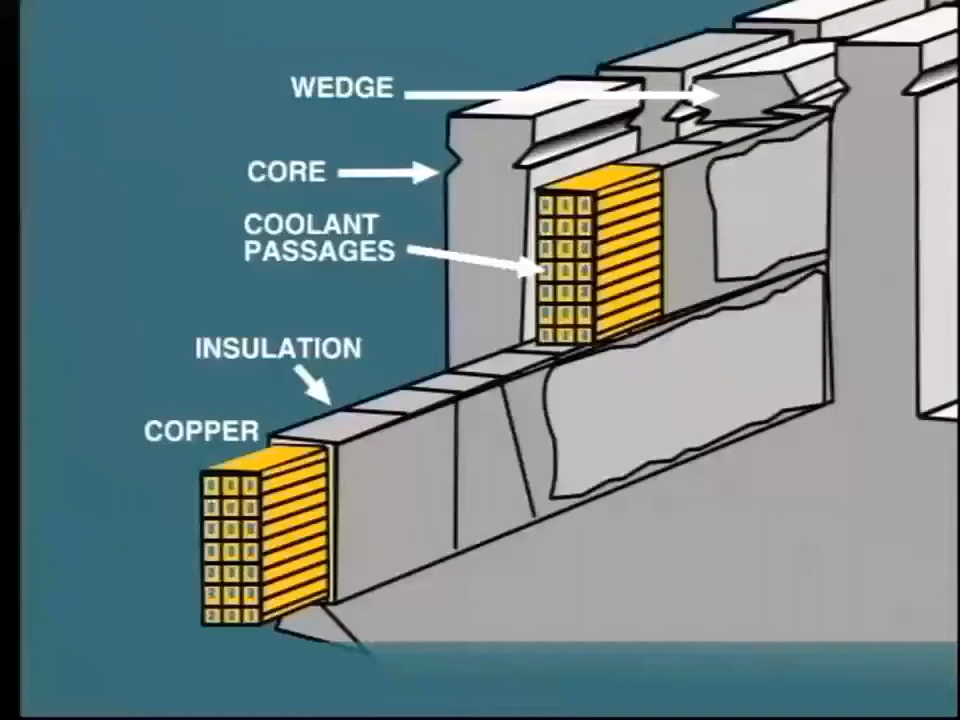 WEDGE
CORE
COOLANT
PASSAGES
INSULATION
COPPER